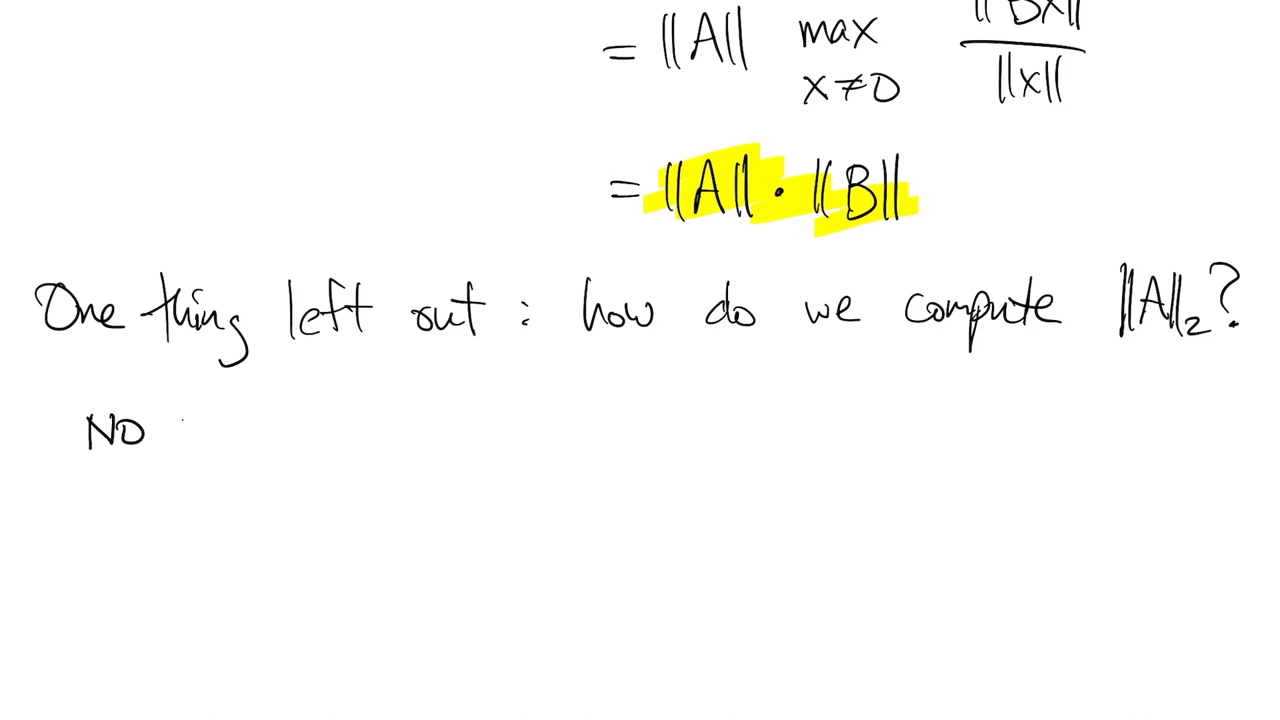 = ||A|| max ||Bx||
x≠0 ||x||
= ||A|| · ||B||
One thing left out : how do we compute ||A||₂?
NO